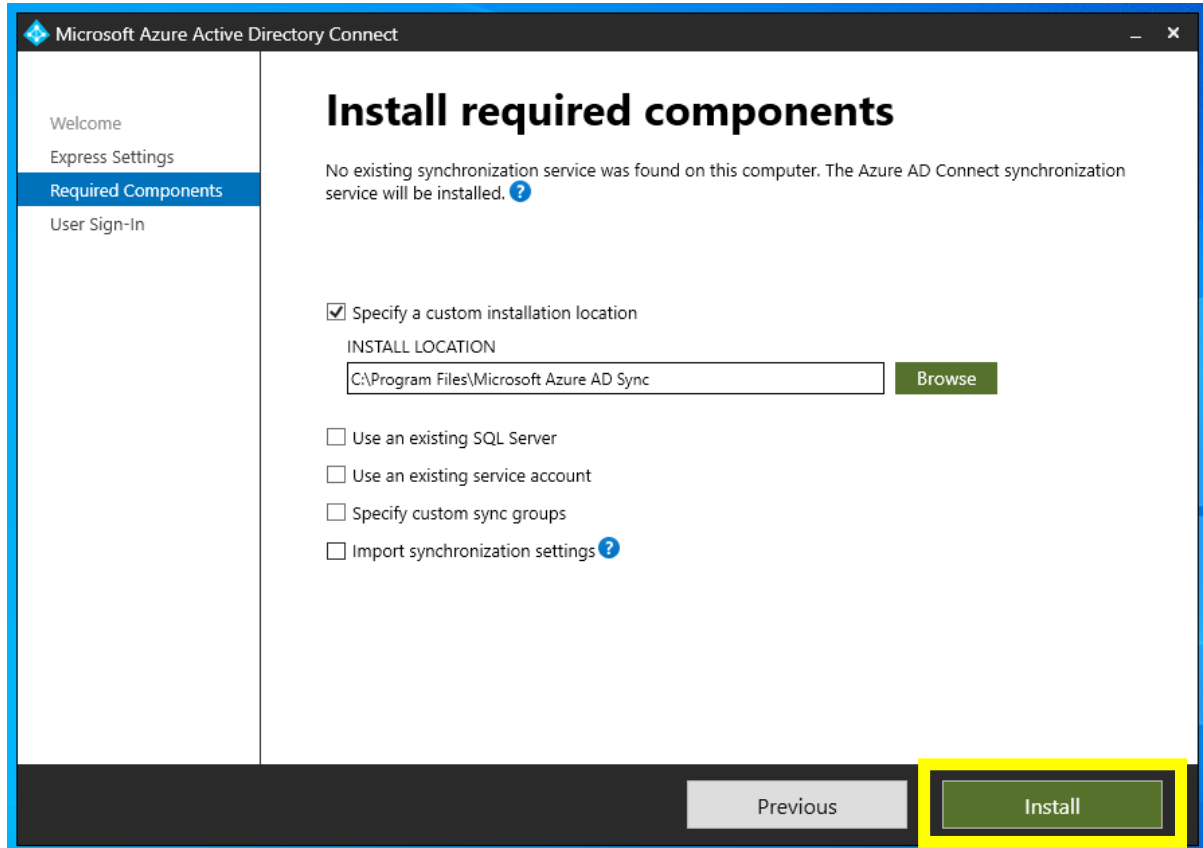 Microsoft Azure Active Directory Connect
Welcome
Express Settings
Required Components
User Sign-In
Install required components
No existing synchronization service was found on this computer. The Azure AD Connect synchronization
service will be installed. ?
Specify a custom installation location
INSTALL LOCATION
C:\Program Files\Microsoft Azure AD Sync
Browse
Use an existing SQL Server
Use an existing service account
Specify custom sync groups
Import synchronization settings ?
Previous
Install